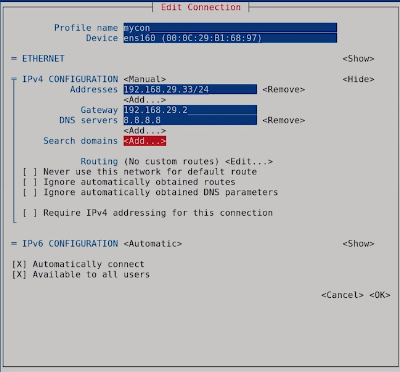 Edit Connection
Profile name mycon
Device ens160 (00:0C:29:B1:68:97)
= ETHERNET <Show>
= IPv4 CONFIGURATION <Manual> <Hide>
Addresses 192.168.29.33/24 <Remove>
<Add...>
Gateway 192.168.29.2
DNS servers 8.8.8.8 <Remove>
<Add...>
Search domains <Add...>
Routing (No custom routes) <Edit...>
[ ] Never use this network for default route
[ ] Ignore automatically obtained routes
[ ] Ignore automatically obtained DNS parameters
[ ] Require IPv4 addressing for this connection
= IPv6 CONFIGURATION <Automatic> <Show>
[X] Automatically connect
[X] Available to all users
<Cancel> <OK>